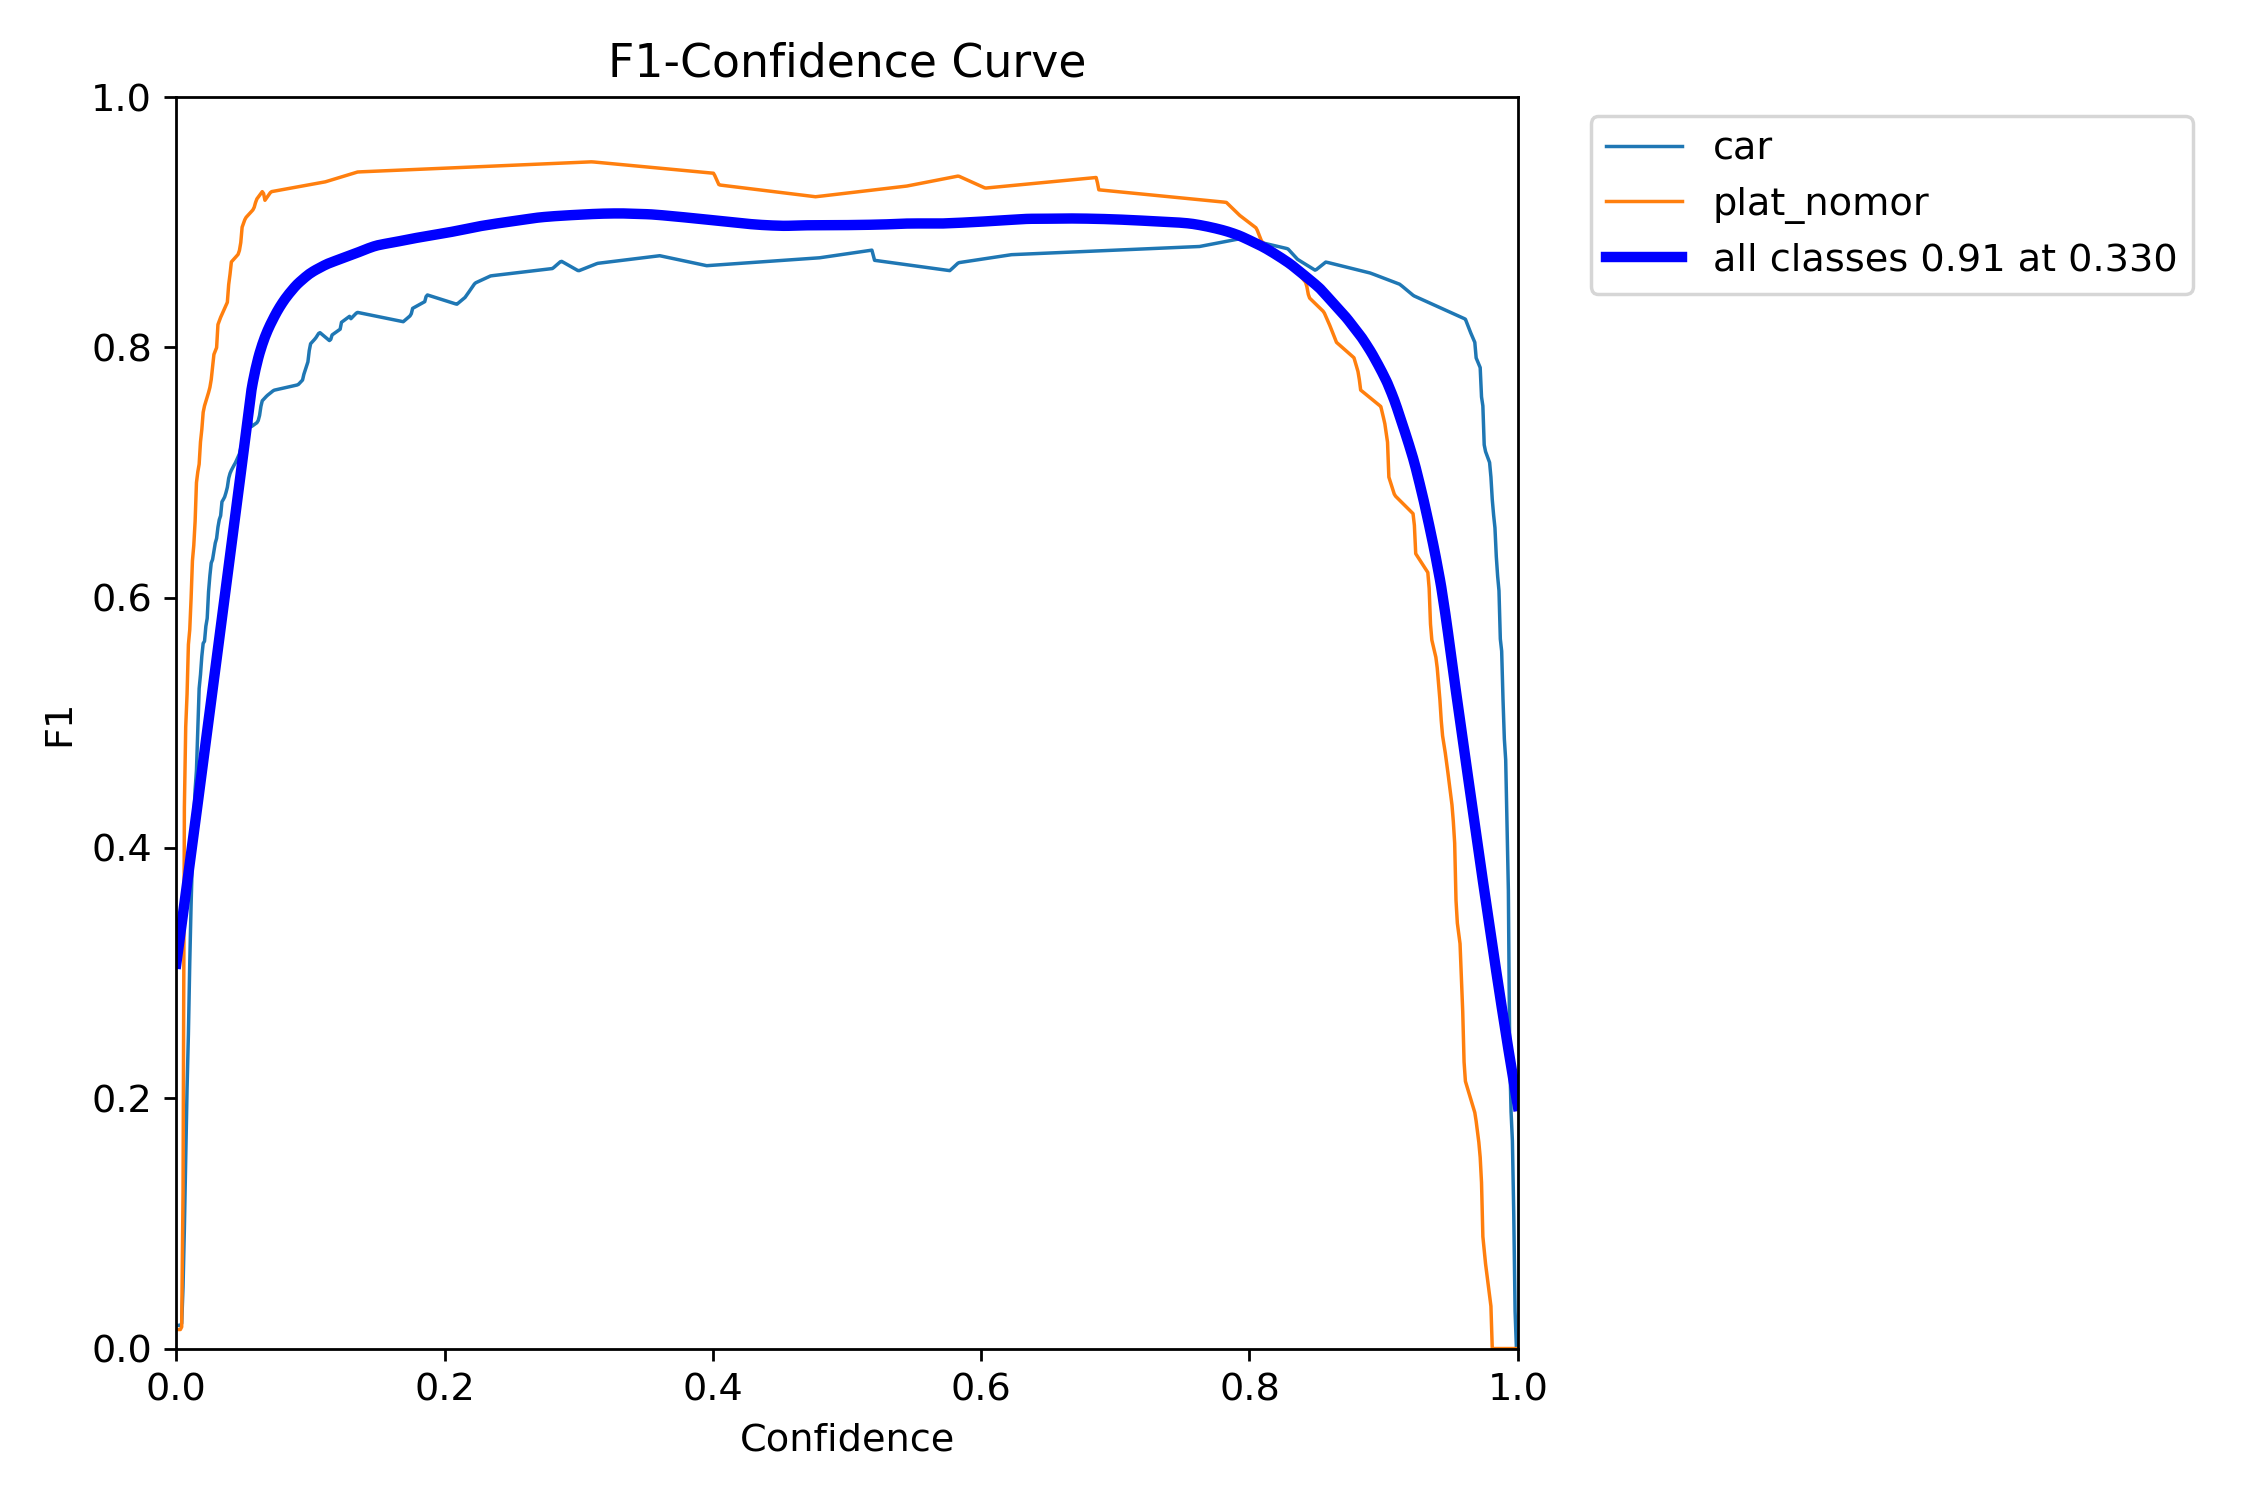 F1-Confidence Curve
1.0
0.8
0.6
0.4
0.2
0.0
F1
0.0 0.2 0.4 0.6 0.8 1.0
Confidence
car
plat_nomor
all classes 0.91 at 0.330